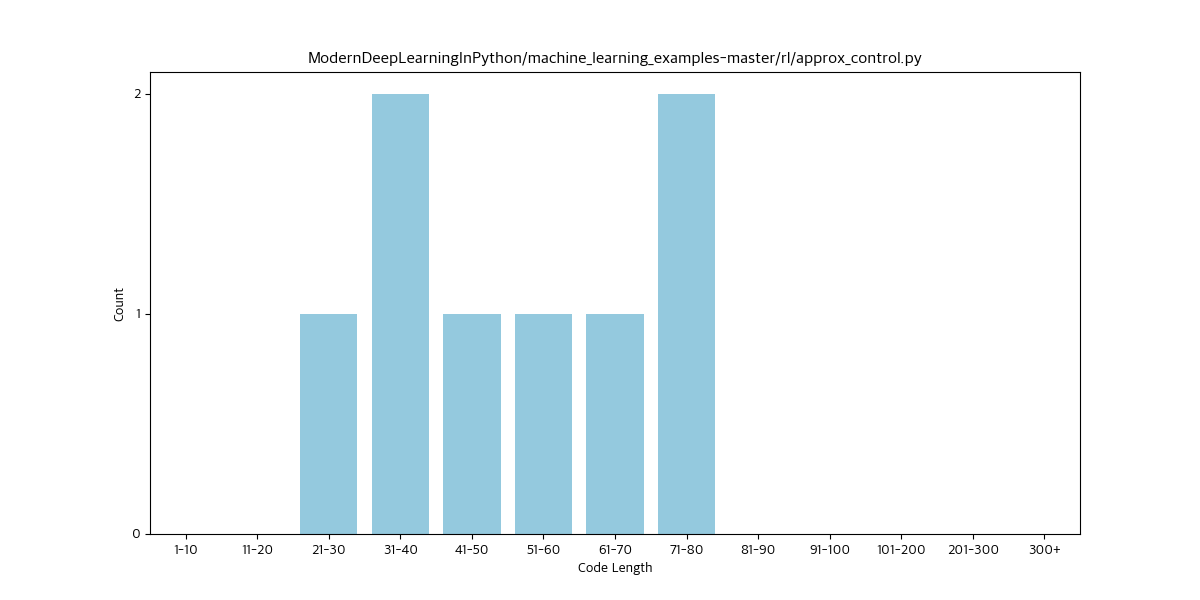 ModernDeepLearningInPython/machine_learning_examples-master/rl/approx_control.py
2
1
0
Count
1-10 11-20 21-30 31-40 41-50 51-60 61-70 71-80 81-90 91-100 101-200 201-300 300+
Code Length